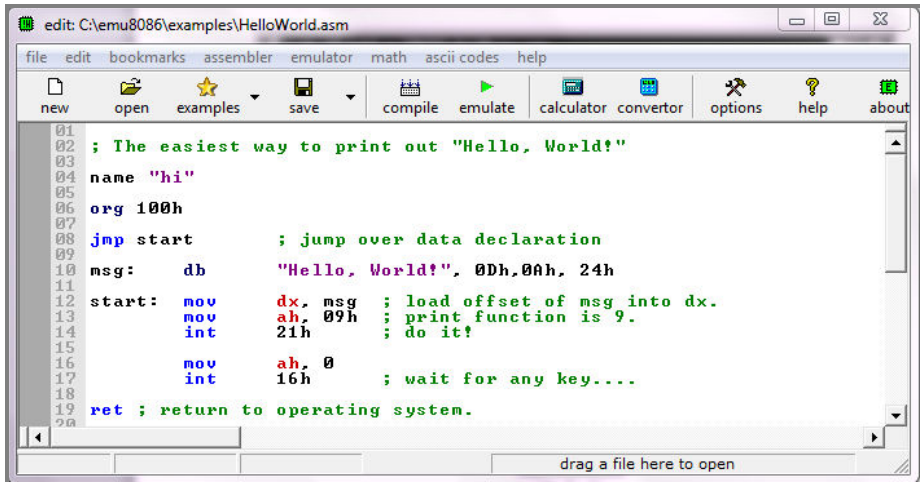 edit: C:\emu8086\examples\HelloWorld.asm
file edit bookmarks assembler emulator math ascii codes help
new open examples save compile emulate calculator convertor options help about
01
02 ; The easiest way to print out "Hello, World!"
03
04 name "hi"
05
06 org 100h
07
08 jmp start ; jump over data declaration
09
10 msg: db "Hello, World!", 0Dh,0Ah, 24h
11
12 start: mov dx, msg ; load offset of msg into dx.
13 mov ah, 09h ; print function is 9.
14 int 21h ; do it!
15
16 mov ah, 0
17 int 16h ; wait for any key....
18
19 ret ; return to operating system.
20
drag a file here to open